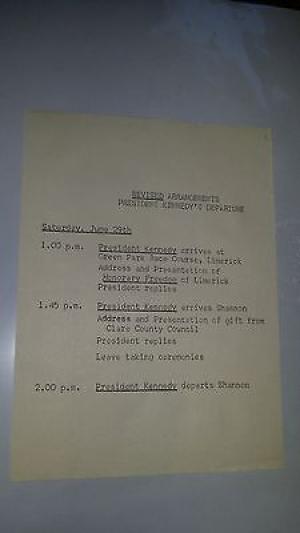 REVISED ARRANGEMENTS
PRESIDENT KENNEDY'S DEPARTURE
Saturday, June 29th
1.00 p.m. President Kennedy arrives at
Green Park Race Course, Limerick
Address and Presentation of
Honorary Freedom of Limerick
President replies
1.45 p.m. President Kennedy arrives Shannon
Address and Presentation of gift from
Clare County Council
President replies
Leave taking ceremonies
2.00 p.m. President Kennedy departs Shannon